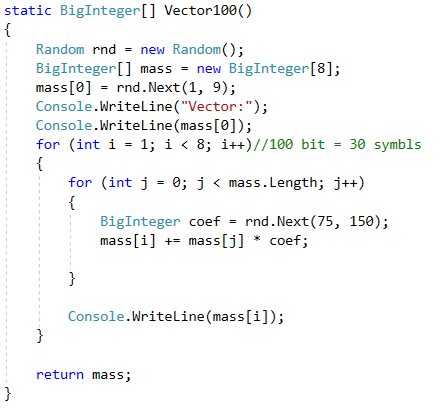 static BigInteger[] Vector100()
{
Random rnd = new Random();
BigInteger[] mass = new BigInteger[8];
mass[0] = rnd.Next(1, 9);
Console.WriteLine("Vector:");
Console.WriteLine(mass[0]);
for (int i = 1; i < 8; i++)//100 bit = 30 symbls
{
for (int j = 0; j < mass.Length; j++)
{
BigInteger coef = rnd.Next(75, 150);
mass[i] += mass[j] * coef;
}
Console.WriteLine(mass[i]);
}
return mass;
}